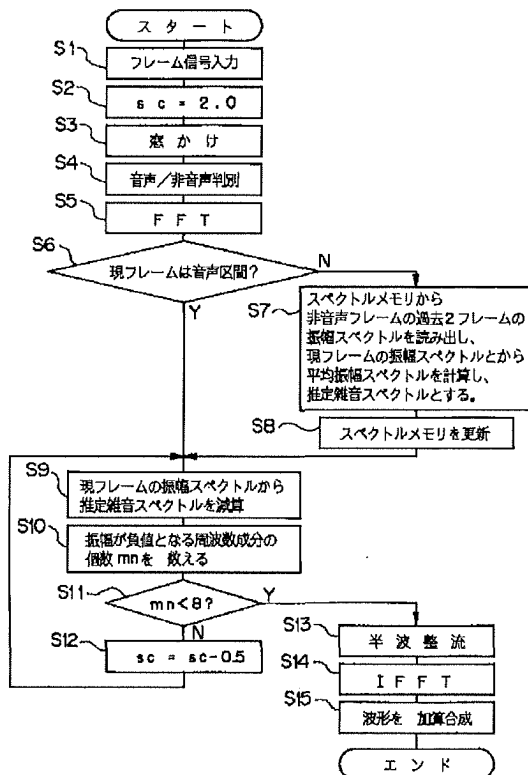 スタート
S1
フレーム信号入力
S2
sc = 2.0
S3
窓かけ
S4
音声／非音声判別
S5
FFT
S6
現フレームは音声区間?
N
Y
S7
スペクトルメモリから
非音声フレームの過去2フレームの
振幅スペクトルを読み出し、
現フレームの振幅スペクトルとから
平均振幅スペクトルを計算し、
推定雑音スペクトルとする。
S8
スペクトルメモリを更新
S9
現フレームの振幅スペクトルから
推定雑音スペクトルを減算
S10
振幅が負値となる周波数成分の
個数mnを 数える
S11
mn<8?
Y
N
S12
sc = sc-0.5
S13
半波整流
S14
IFFT
S15
波形を 加算合成
エンド